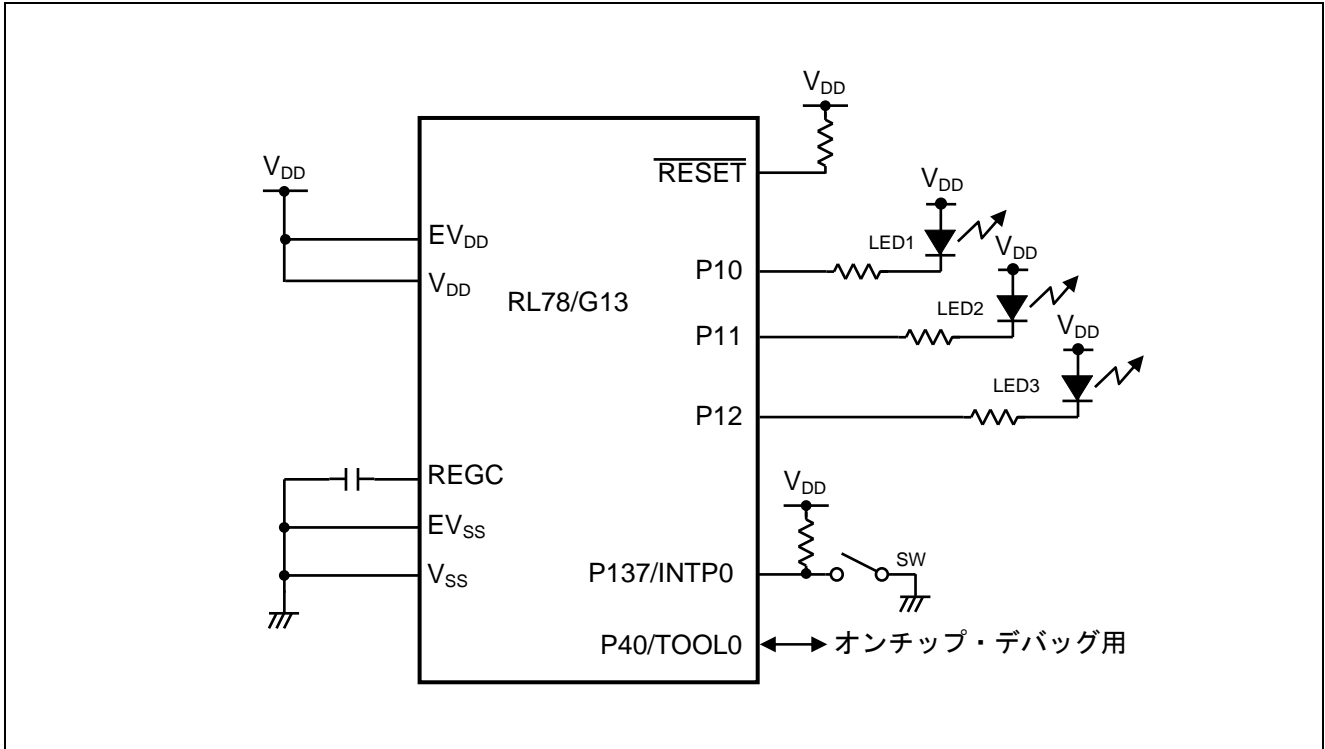 VDD
RESET
VDD
VDD
LED1
EVDD
VDD
P10
VDD
RL78/G13
LED2
P11
VDD
LED3
P12
REGC
VDD
EVSS
SW
P137/INTP0
VSS
P40/TOOL0
オンチップ・デバッグ用